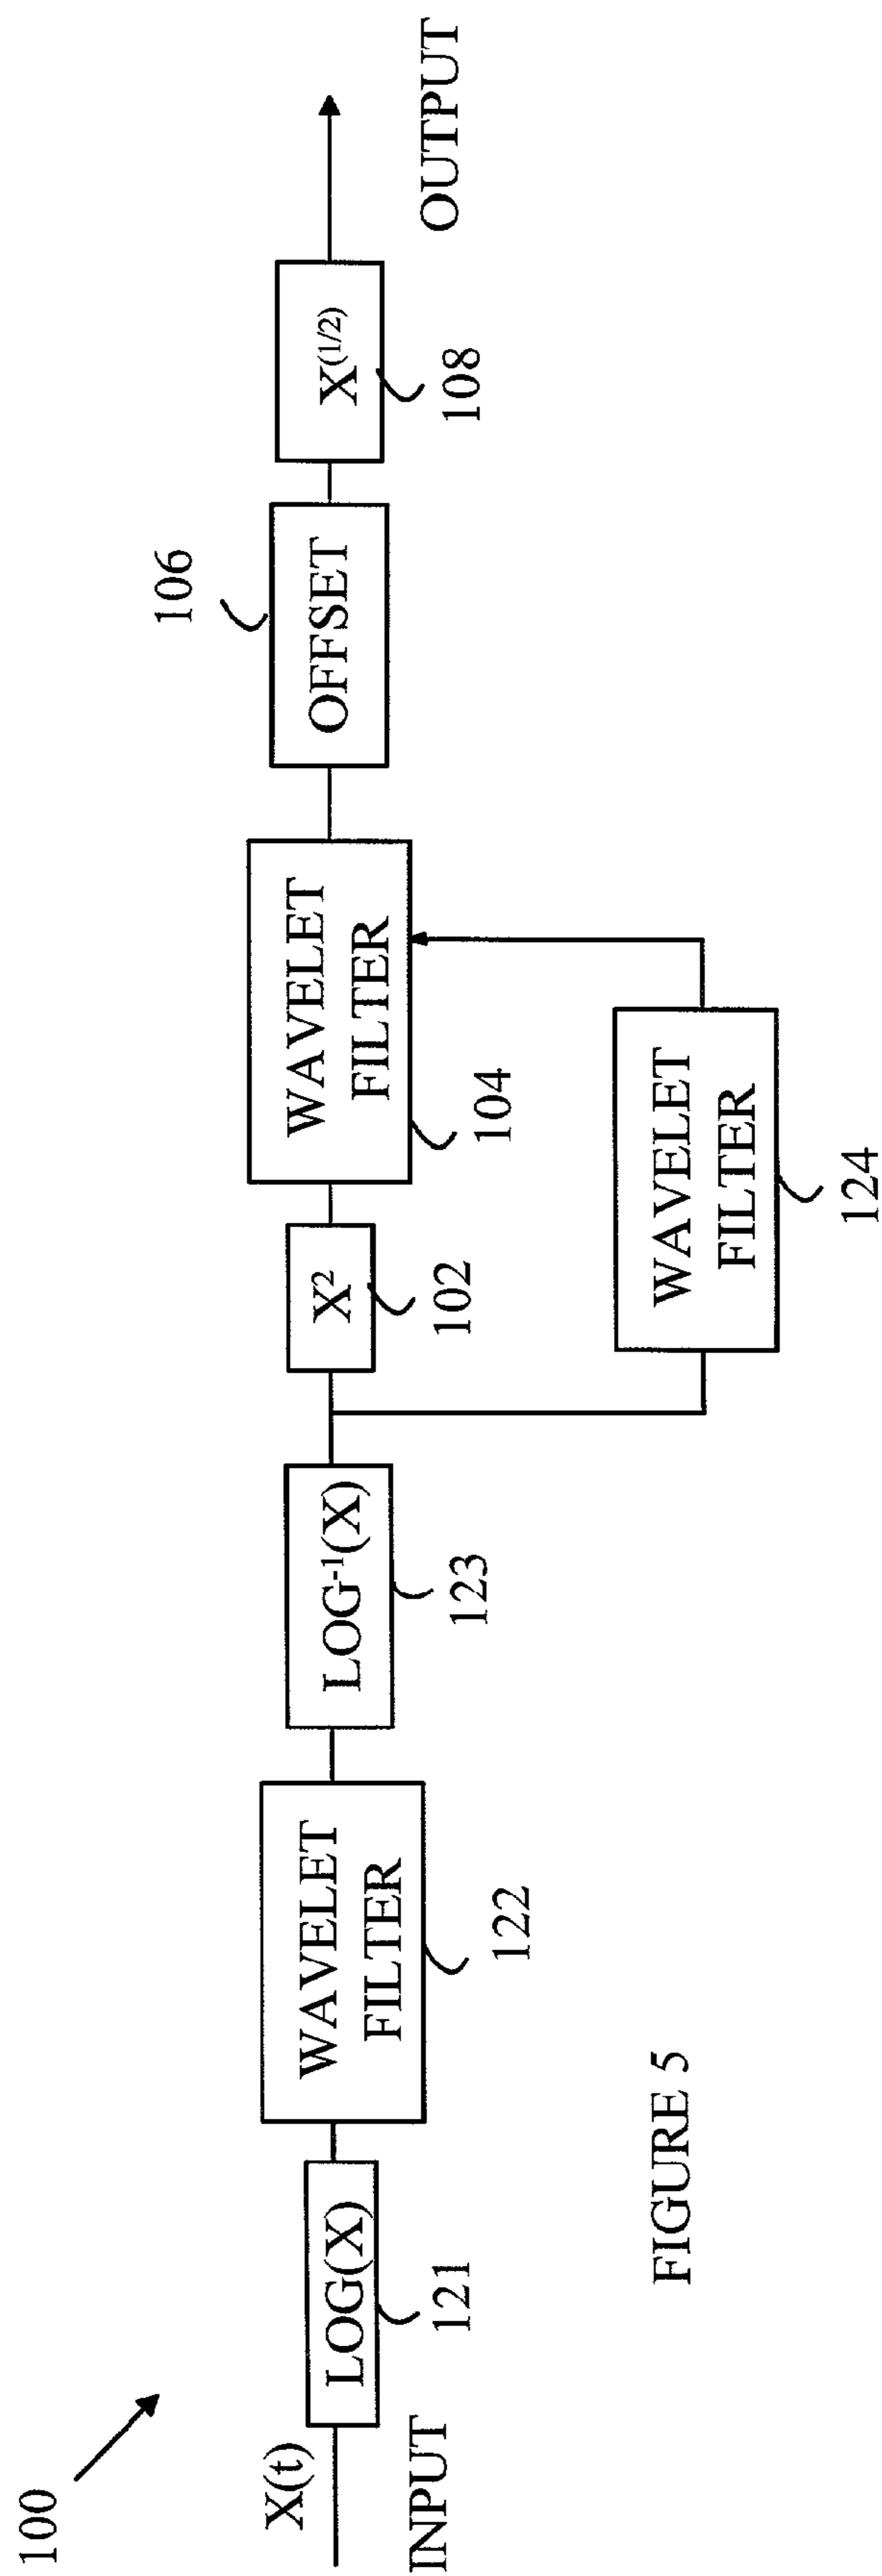 100
X(t)
INPUT
LOG(X)
121
WAVELET
FILTER
122
LOG⁻¹(X)
123
X²
102
WAVELET
FILTER
104
WAVELET
FILTER
124
OFFSET
106
X⁽¹/²⁾
108
OUTPUT
FIGURE 5